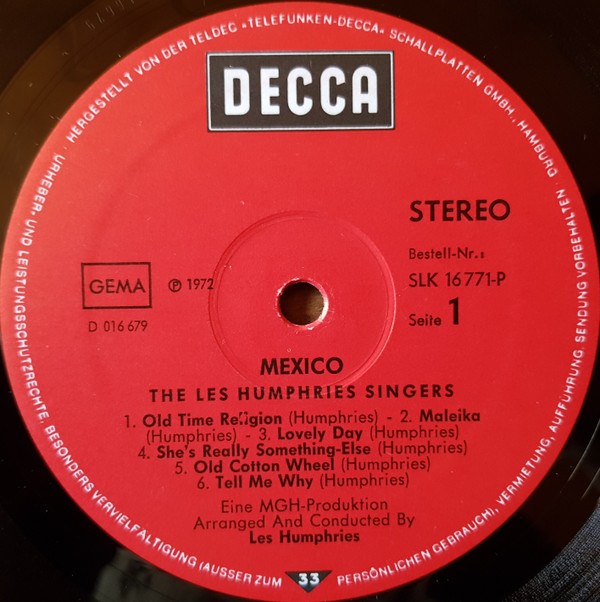 HERGESTELLT VON DER TELDEC »TELEFUNKEN-DECCA« SCHALLPLATTEN GMBH., HAMBURG
URHEBER- UND LEISTUNGSSCHUTZRECHTE BESONDERS VERVIELFÄLTIGUNG (AUSSER ZUM PERSÖNLICHEN GEBRAUCH), VERMIETUNG, AUFFÜHRUNG, SENDUNG VORBEHALTEN
DECCA
STEREO
Bestell-Nr.:
SLK 16771-P
Seite 1
GEMA
℗ 1972
D 016 679
MEXICO
THE LES HUMPHRIES SINGERS
1. Old Time Religion (Humphries) - 2. Maleika
(Humphries) - 3. Lovely Day (Humphries)
4. She's Really Something-Else (Humphries)
5. Old Cotton Wheel (Humphries)
6. Tell Me Why (Humphries)
Eine MGH-Produktion
Arranged And Conducted By
Les Humphries
33